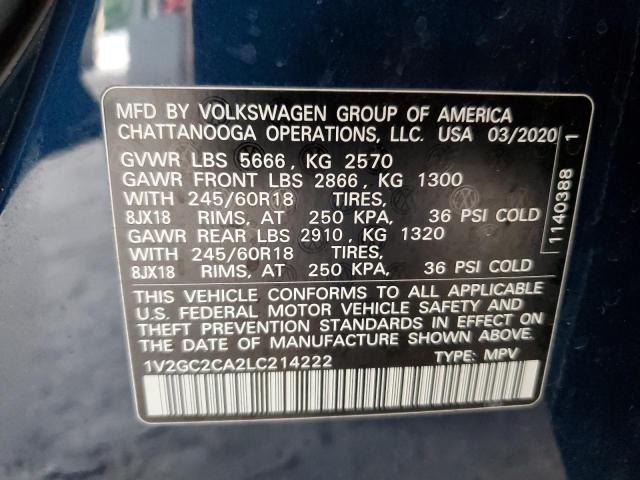 MFD BY VOLKSWAGEN GROUP OF AMERICA
CHATTANOOGA OPERATIONS, LLC. USA 03/2020
GVWR LBS 5666, KG 2570
GAWR FRONT LBS 2866, KG 1300
WITH 245/60R18 TIRES,
8JX18 RIMS, AT 250 KPA, 36 PSI COLD
GAWR REAR LBS 2910, KG 1320
WITH 245/60R18 TIRES,
8JX18 RIMS, AT 250 KPA, 36 PSI COLD
THIS VEHICLE CONFORMS TO ALL APPLICABLE
U.S. FEDERAL MOTOR VEHICLE SAFETY AND
THEFT PREVENTION STANDARDS IN EFFECT ON
THE DATE OF MANUFACTURE SHOWN ABOVE.
1V2GC2CA2LC214222 TYPE: MPV
1140388 1